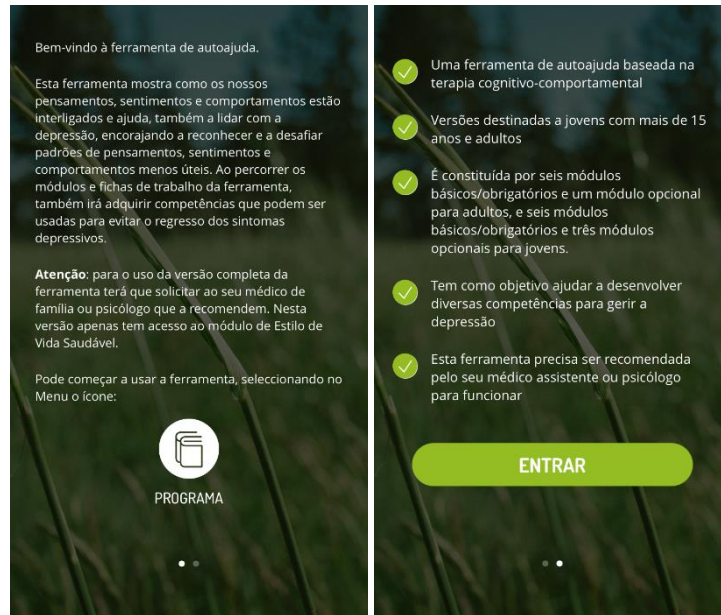 Bem-vindo à ferramenta de autoajuda.
Esta ferramenta mostra como os nossos
pensamentos, sentimentos e comportamentos estão
interligados e ajuda, também a lidar com a
depressão, encorajando a reconhecer e a desafiar
padrões de pensamentos, sentimentos e
comportamentos menos úteis. Ao percorrer os
módulos e fichas de trabalho da ferramenta,
também irá adquirir competências que podem ser
usadas para evitar o regresso dos sintomas
depressivos.
Atenção: para o uso da versão completa da
ferramenta terá que solicitar ao seu médico de
família ou psicólogo que a recomendem. Nesta
versão apenas tem acesso ao módulo de Estilo de
Vida Saudável.
Pode começar a usar a ferramenta, seleccionando no
Menu o ícone:
PROGRAMA
Uma ferramenta de autoajuda baseada na
terapia cognitivo-comportamental
Versões destinadas a jovens com mais de 15
anos e adultos
É constituída por seis módulos
básicos/obrigatórios e um módulo opcional
para adultos, e seis módulos
básicos/obrigatórios e três módulos
opcionais para jovens.
Tem como objetivo ajudar a desenvolver
diversas competências para gerir a
depressão
Esta ferramenta precisa ser recomendada
pelo seu médico assistente ou psicólogo
para funcionar
ENTRAR